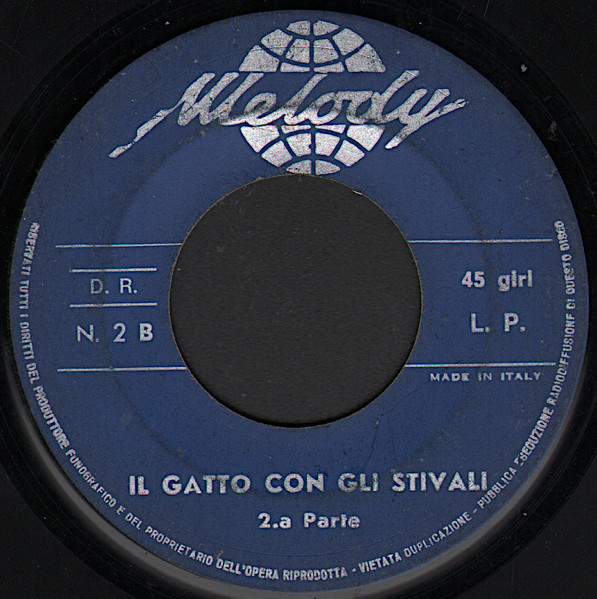 Melody
D. R.
N. 2 B
45 giri
L. P.
MADE IN ITALY
IL GATTO CON GLI STIVALI
2.a Parte
RISERVATI TUTTI I DIRITTI DEL PRODUTTORE FONOGRAFICO E DEL PROPRIETARIO DELL'OPERA RIPRODOTTA - VIETATA DUPLICAZIONE - PUBBLICA ESECUZIONE RADIODIFFUSIONE DI QUESTO DISCO